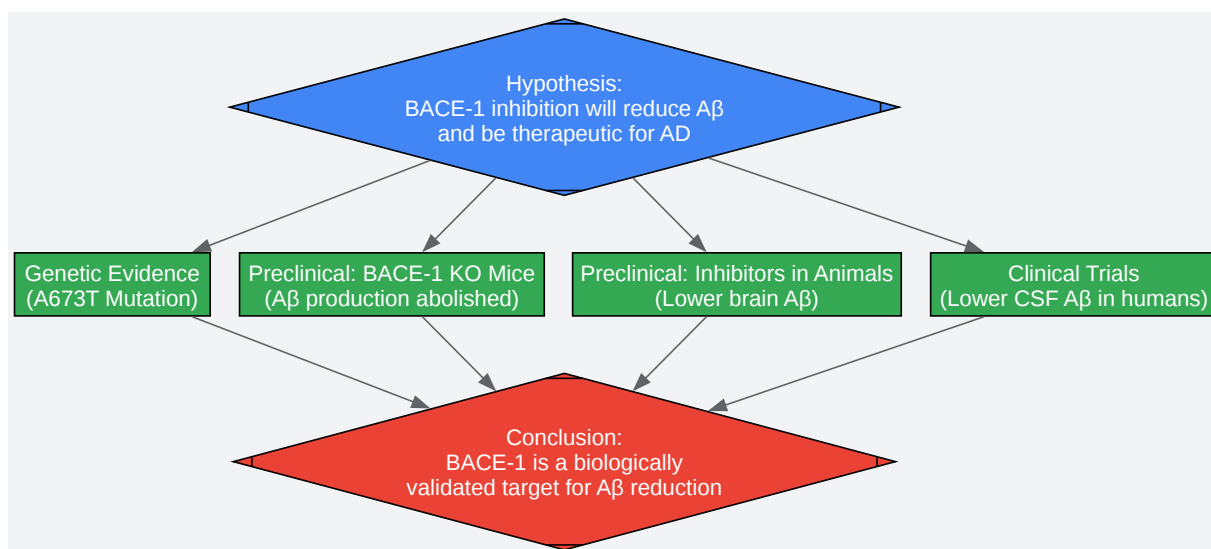 Hypothesis:
BACE-1 inhibition will reduce Aβ
and be therapeutic for AD
Genetic Evidence
(A673T Mutation)
Preclinical: BACE-1 KO Mice
(Aβ production abolished)
Preclinical: Inhibitors in Animals
(Lower brain Aβ)
Clinical Trials
(Lower CSF Aβ in humans)
Conclusion:
BACE-1 is a biologically
validated target for Aβ reduction